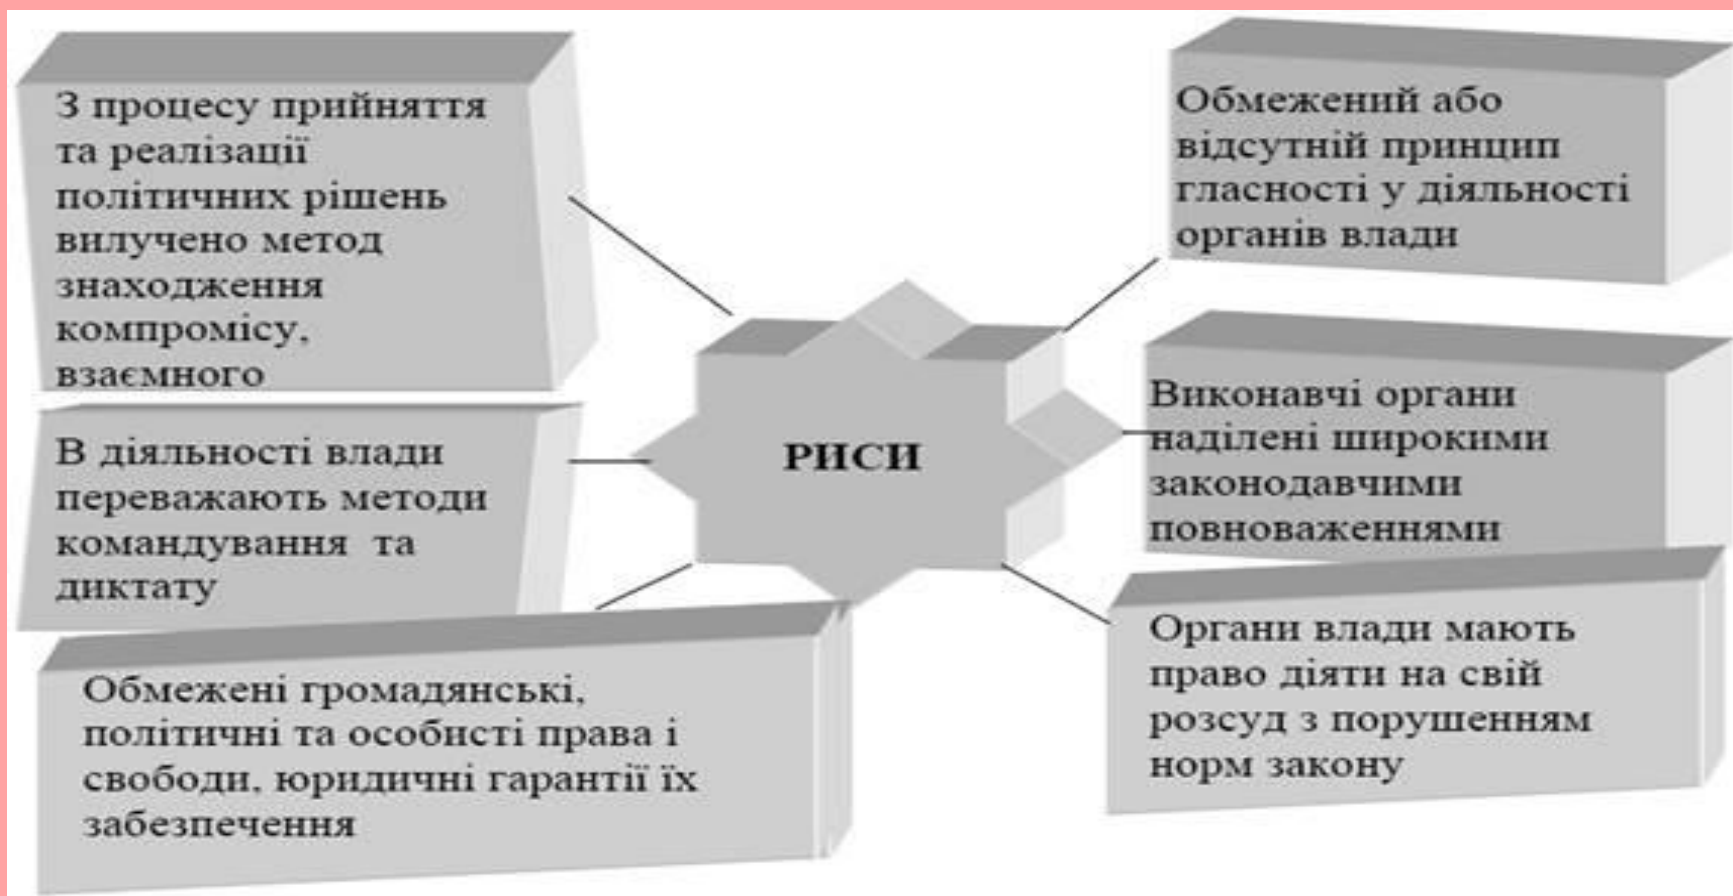 З процесу прийняття
та реалізації
політичних рішень
вилучено метод
знаходження
компромісу,
взаємного
В діяльності влади
переважають методи
командування та
диктату
Обмежені громадянські,
політичні та особисті права і
свободи, юридичні гарантії їх
забезпечення
РИСИ
Обмежений або
відсутній принцип
гласності у діяльності
органів влади
Виконавчі органи
наділені широкими
законодавчими
повноваженнями
Органи влади мають
право діяти на свій
розсуд з порушенням
норм закону